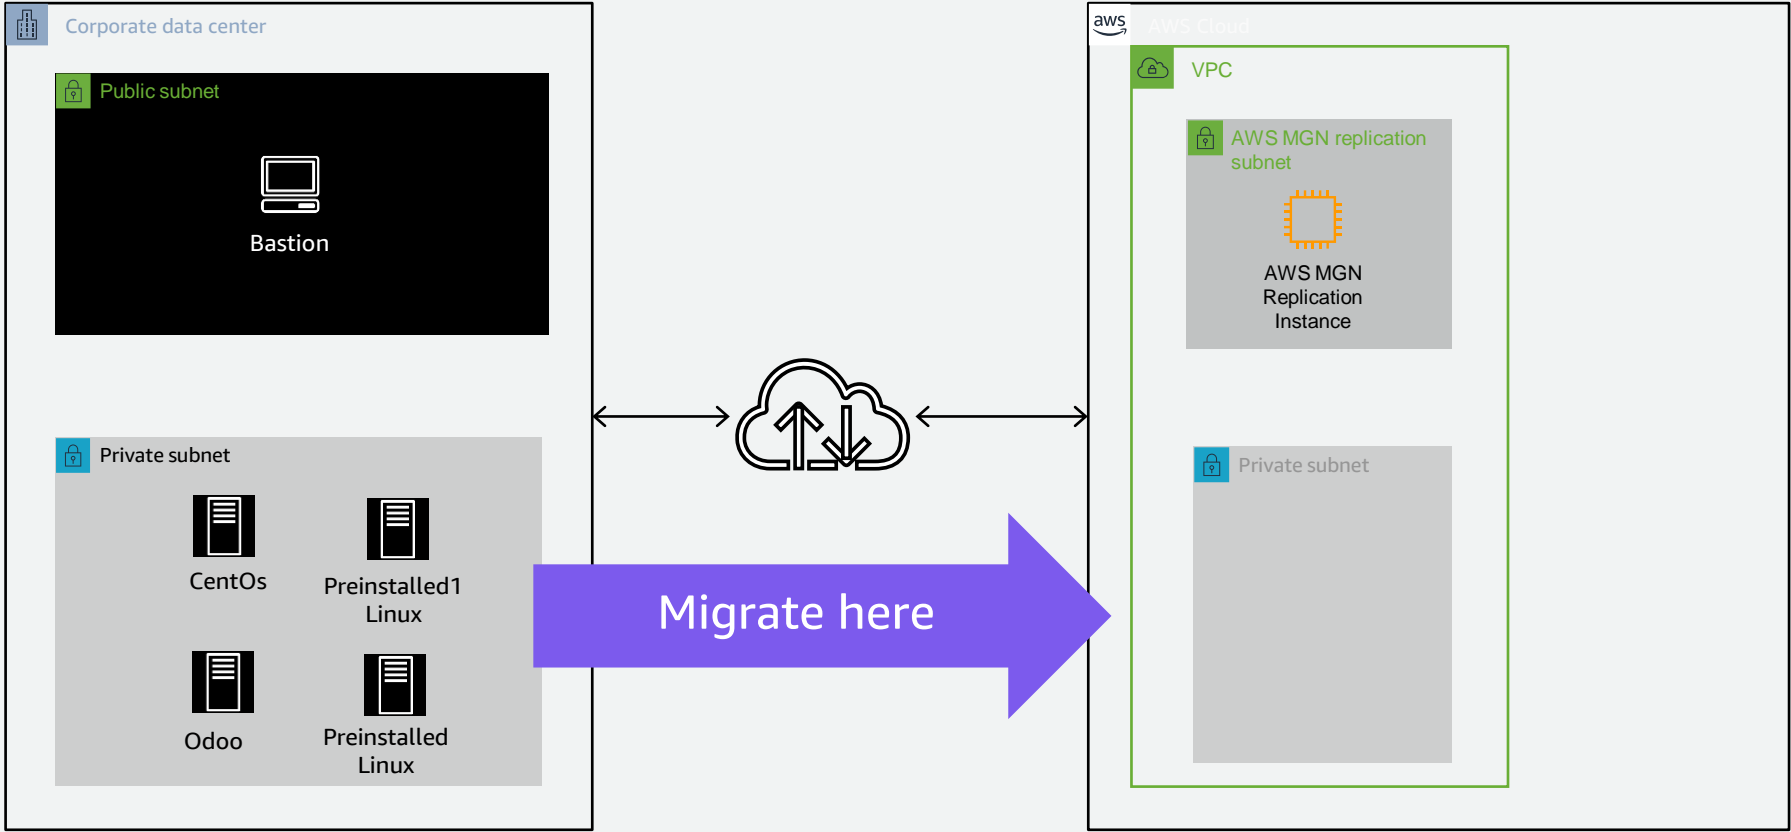 Corporate data center
Public subnet
Bastion
Private subnet
CentOs
Preinstalled1
Linux
Odoo
Preinstalled
Linux
Migrate here
aws
AWS Cloud
VPC
AWS MGN replication
subnet
AWS MGN
Replication
Instance
Private subnet